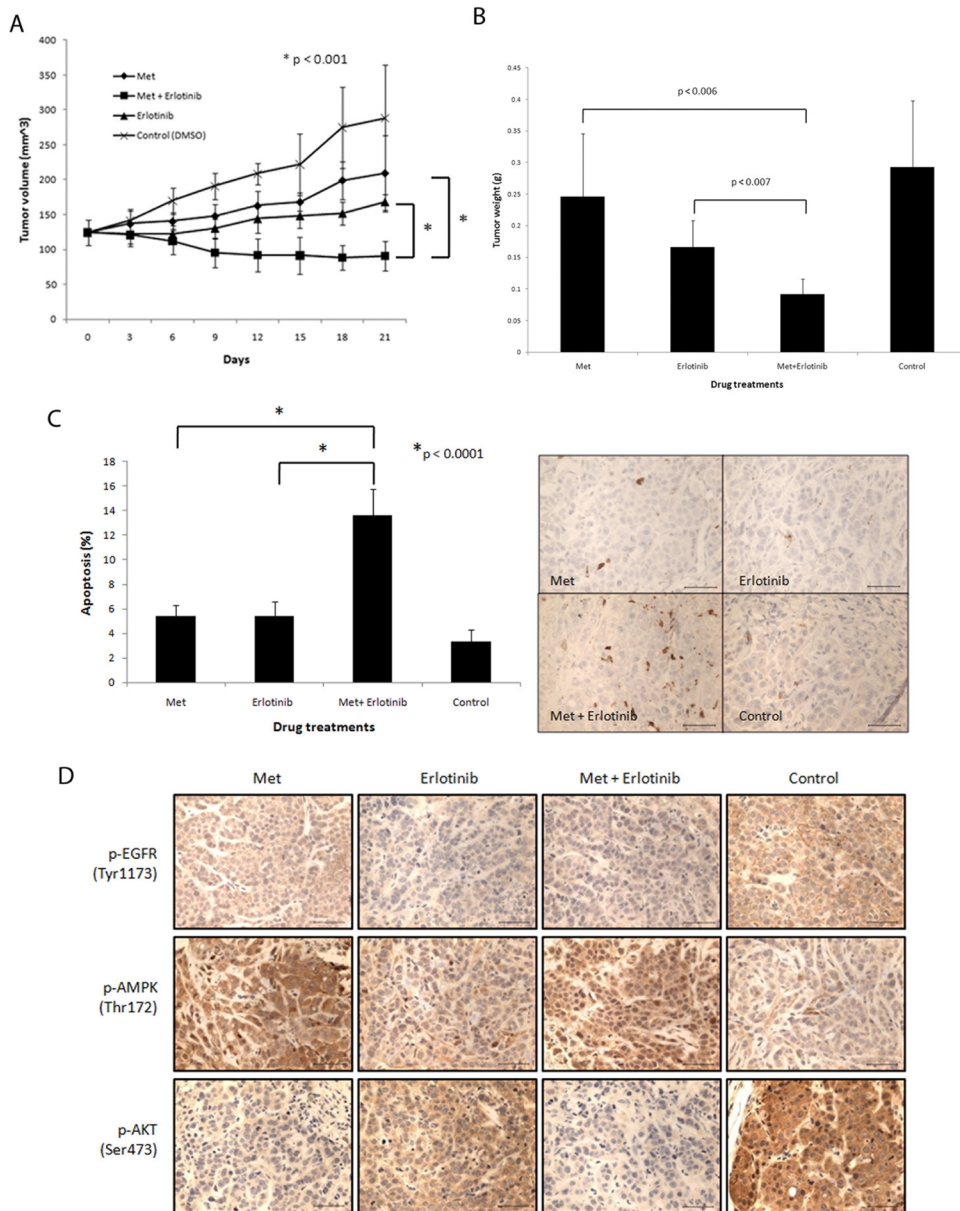 A
* p < 0.001
Tumor volume (mm^3)
400
350
300
250
200
150
100
50
0
Met
Met + Erlotinib
Erlotinib
Control (DMSO)
*
*
0 3 6 9 12 15 18 21
Days
B
Tumor weight (g)
0.45
0.4
0.35
0.3
0.25
0.2
0.15
0.1
0.05
0
p < 0.006
p < 0.007
Met Erlotinib Met+Erlotinib Control
Drug treatments
C
*
*
* p < 0.0001
Apoptosis (%)
18
16
14
12
10
8
6
4
2
0
Met Erlotinib Met+ Erlotinib Control
Drug treatments
Met
Erlotinib
Met + Erlotinib
Control
D
Met Erlotinib Met + Erlotinib Control
p-EGFR
(Tyr1173)
p-AMPK
(Thr172)
p-AKT
(Ser473)